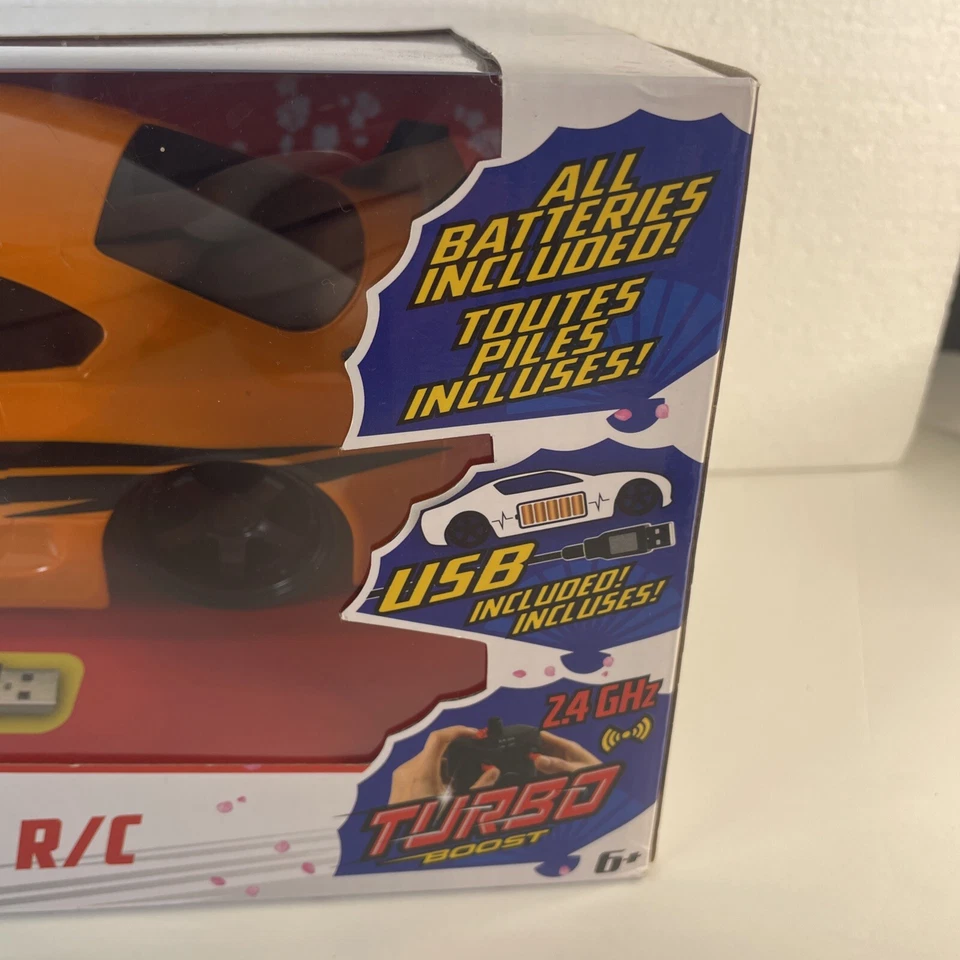 ALL
BATTERIES
INCLUDED!
TOUTES
PILES
INCLUSES!
USB
INCLUDED!
INCLUSES!
2.4 GHz
TURBO
BOOST
R/C
6+